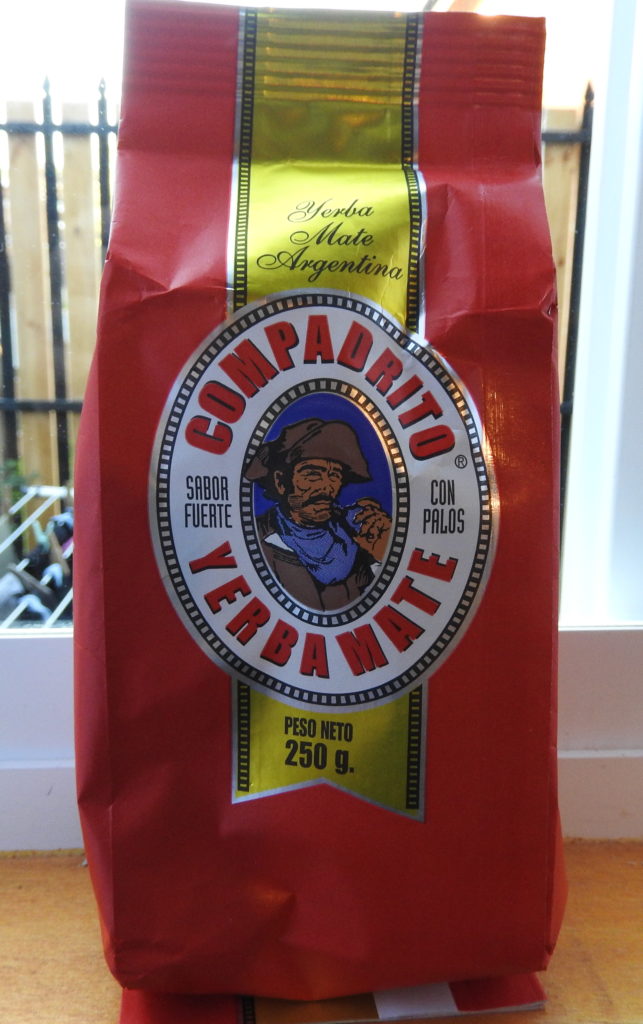 Yerba
Mate
Argentina
COMPADRITO ®
SABOR
FUERTE
CON
PALOS
YERBA MATE
PESO NETO
250 g.